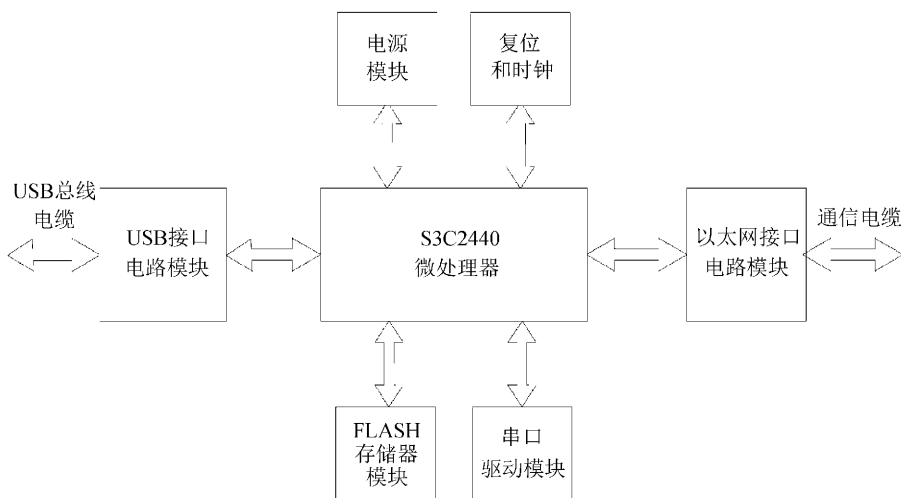 电源
模块
复位
和时钟
USB总线
电缆
USB接口
电路模块
S3C2440
微处理器
以太网接口
电路模块
通信电缆
FLASH
存储器
模块
串口
驱动模块